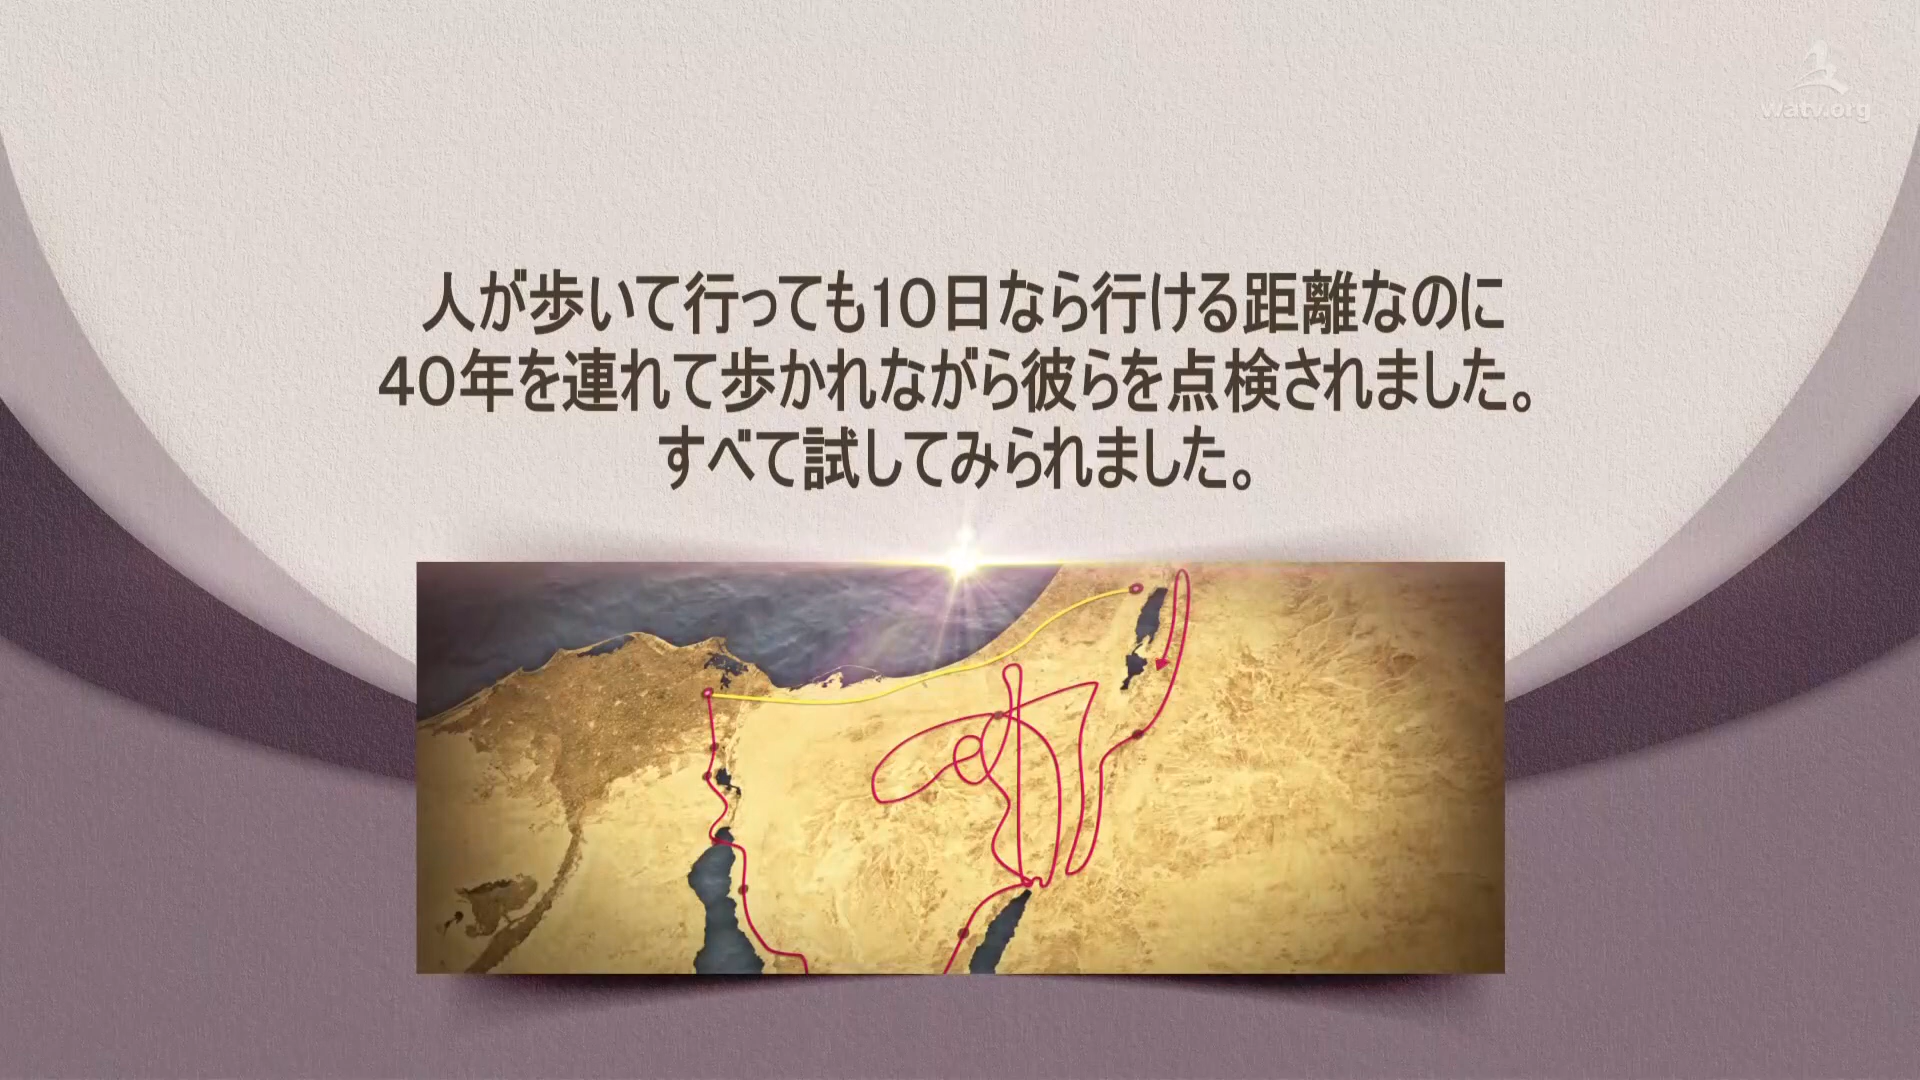 watv.org
人が歩いて行っても10日なら行ける距離なのに
40年を連れて歩かれながら彼らを点検されました。
すべて試してみられました。